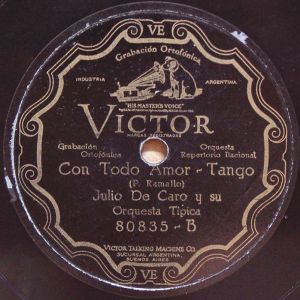 VE
Grabación Ortofónica
INDUSTRIA ARGENTINA
"HIS MASTER'S VOICE"
VICTOR
MARCAS REGISTRADAS
Grabación Ortofónica
Orquesta Repertorio Nacional
Con Todo Amor - Tango
(F. Ramallo)
Julio De Caro y su
Orquesta Típica
80835-B
VICTOR TALKING MACHINE CO.
SUCURSAL ARGENTINA,
BUENOS AIRES
VE